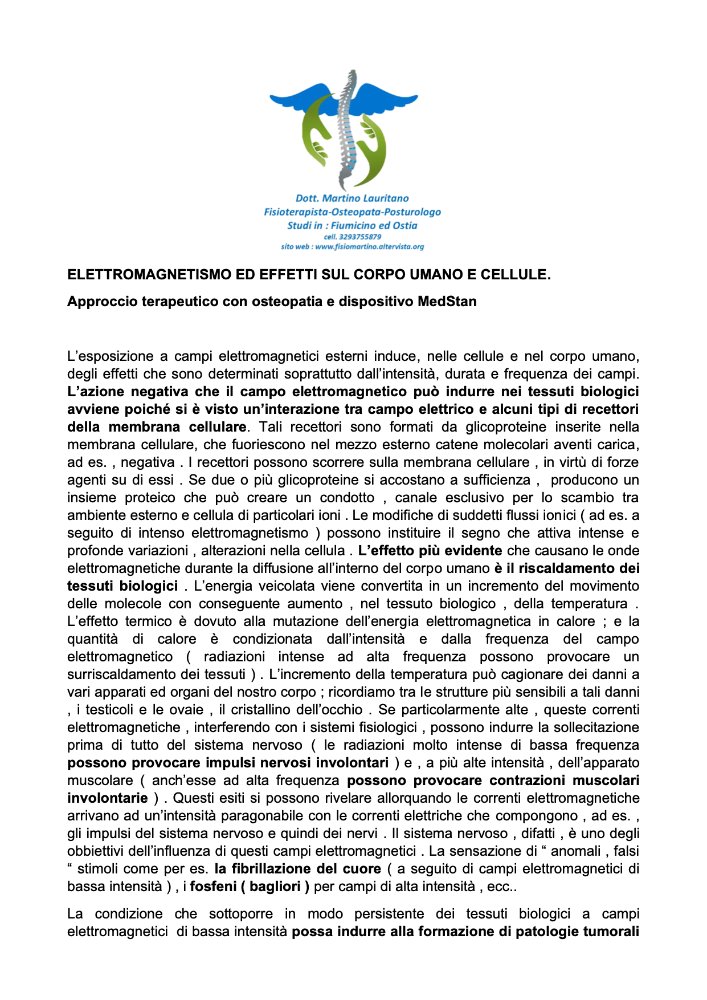 Dott. Martino Lauritano
Fisioterapista-Osteopata-Posturologo
Studi in : Fiumicino ed Ostia
cell. 3293755879
sito web : www.fisiomartino.altervista.org
ELETTROMAGNETISMO ED EFFETTI SUL CORPO UMANO E CELLULE.
Approccio terapeutico con osteopatia e dispositivo MedStan
L’esposizione a campi elettromagnetici esterni induce, nelle cellule e nel corpo umano,
degli effetti che sono determinati soprattutto dall’intensità, durata e frequenza dei campi.
L’azione negativa che il campo elettromagnetico può indurre nei tessuti biologici
avviene poiché si è visto un’interazione tra campo elettrico e alcuni tipi di recettori
della membrana cellulare. Tali recettori sono formati da glicoproteine inserite nella
membrana cellulare, che fuoriescono nel mezzo esterno catene molecolari aventi carica,
ad es. , negativa . I recettori possono scorrere sulla membrana cellulare , in virtù di forze
agenti su di essi . Se due o più glicoproteine si accostano a sufficienza , producono un
insieme proteico che può creare un condotto , canale esclusivo per lo scambio tra
ambiente esterno e cellula di particolari ioni . Le modifiche di suddetti flussi ionici ( ad es. a
seguito di intenso elettromagnetismo ) possono instituire il segno che attiva intense e
profonde variazioni , alterazioni nella cellula . L’effetto più evidente che causano le onde
elettromagnetiche durante la diffusione all’interno del corpo umano è il riscaldamento dei
tessuti biologici . L’energia veicolata viene convertita in un incremento del movimento
delle molecole con conseguente aumento , nel tessuto biologico , della temperatura .
L’effetto termico è dovuto alla mutazione dell’energia elettromagnetica in calore ; e la
quantità di calore è condizionata dall’intensità e dalla frequenza del campo
elettromagnetico ( radiazioni intense ad alta frequenza possono provocare un
surriscaldamento dei tessuti ) . L’incremento della temperatura può cagionare dei danni a
vari apparati ed organi del nostro corpo ; ricordiamo tra le strutture più sensibili a tali danni
, i testicoli e le ovaie , il cristallino dell’occhio . Se particolarmente alte , queste correnti
elettromagnetiche , interferendo con i sistemi fisiologici , possono indurre la sollecitazione
prima di tutto del sistema nervoso ( le radiazioni molto intense di bassa frequenza
possono provocare impulsi nervosi involontari ) e , a più alte intensità , dell’apparato
muscolare ( anch’esse ad alta frequenza possono provocare contrazioni muscolari
involontarie ) . Questi esiti si possono rivelare allorquando le correnti elettromagnetiche
arrivano ad un’intensità paragonabile con le correnti elettriche che compongono , ad es. ,
gli impulsi del sistema nervoso e quindi dei nervi . Il sistema nervoso , difatti , è uno degli
obbiettivi dell’influenza di questi campi elettromagnetici . La sensazione di “ anomali , falsi
“ stimoli come per es. la fibrillazione del cuore ( a seguito di campi elettromagnetici di
bassa intensità ) , i fosfeni ( bagliori ) per campi di alta intensità , ecc..
La condizione che sottoporre in modo persistente dei tessuti biologici a campi
elettromagnetici di bassa intensità possa indurre alla formazione di patologie tumorali